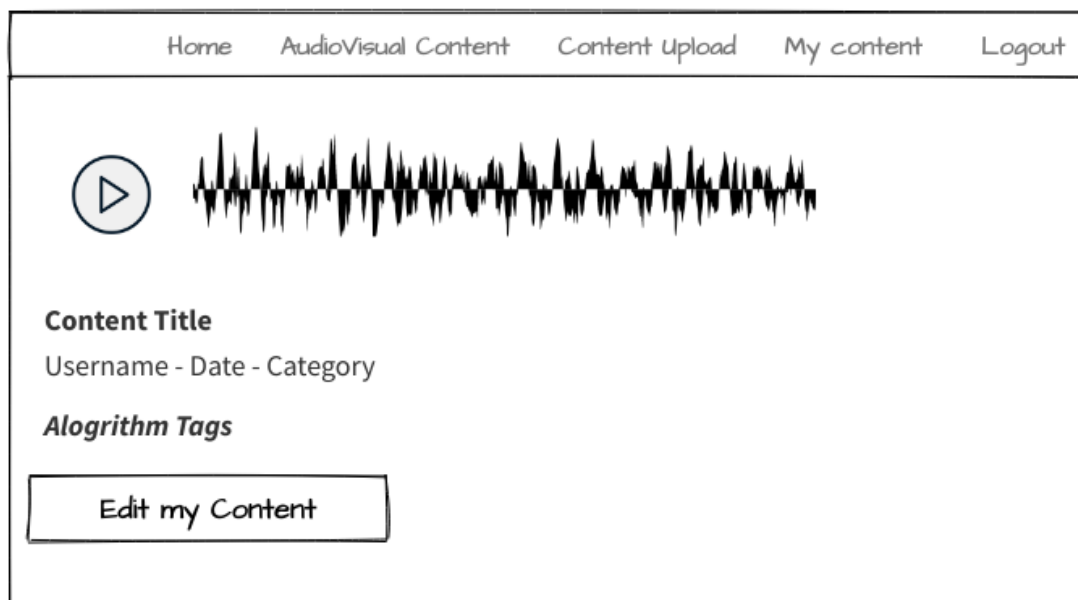 Home AudioVisual Content Content Upload My content Logout
Content Title
Username - Date - Category
Alogrithm Tags
Edit my Content